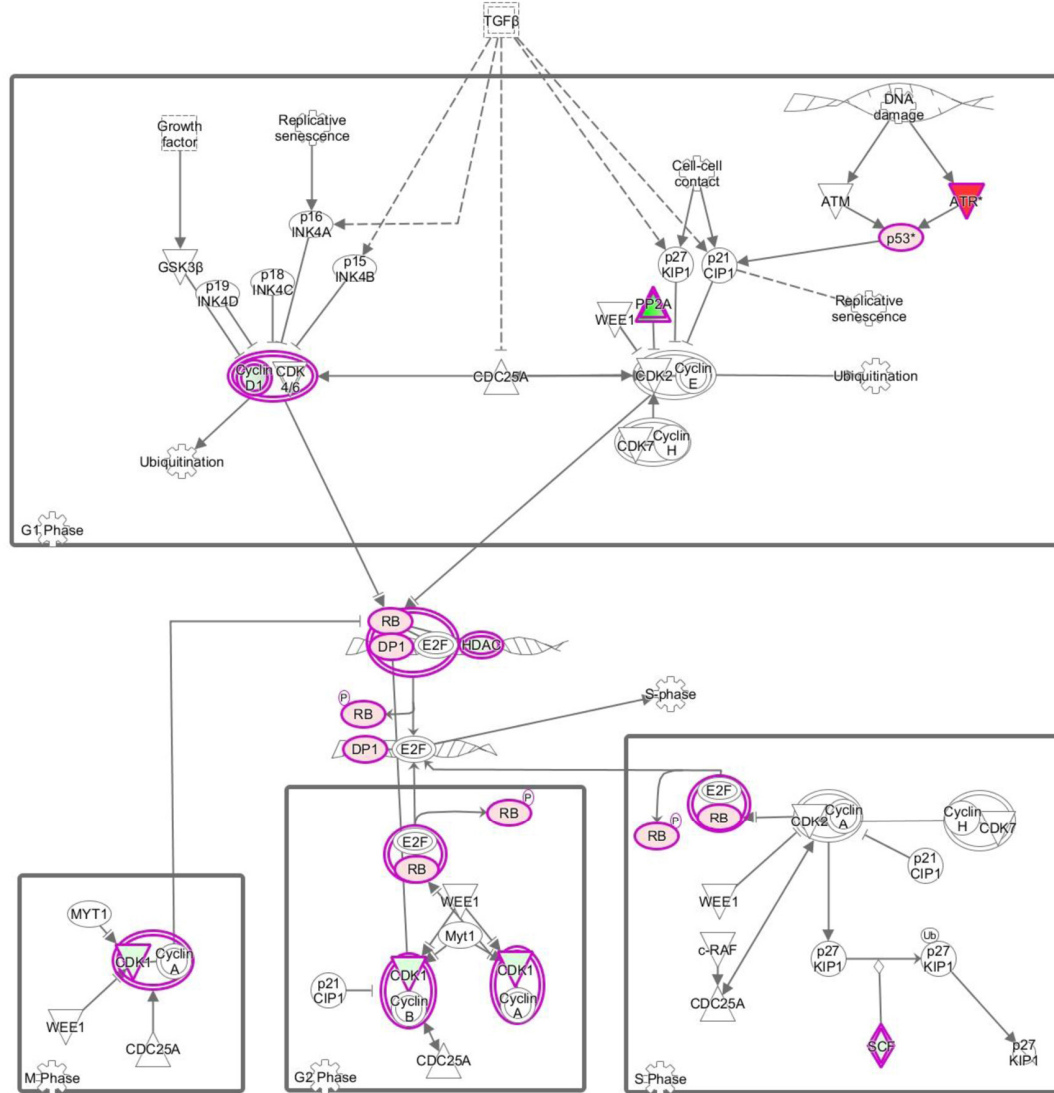 TGFβ
Growth
factor
Replicative
senescence
DNA
damage
Cell-cell
contact
ATM
ATR*
p16
INK4A
p53*
GSK3β
p19
INK4D
p18
INK4C
p15
INK4B
p27
KIP1
p21
CIP1
PP2A
WEE1
Replicative
senescence
Cyclin
D1
CDK
4/6
CDC25A
CDK2
Cyclin
E
Ubiquitination
CDK7
Cyclin
H
Ubiquitination
G1 Phase
RB
DP1
E2F
HDAC
P
RB
S-phase
DP1
E2F
P
RB
E2F
RB
WEE1
Myt1
CDK1
CDK1
p21
CIP1
Cyclin
B
Cyclin
A
CDC25A
G2 Phase
MYT1
CDK1
Cyclin
A
WEE1
CDC25A
M Phase
E2F
RB
P
RB
CDK2
Cyclin
A
Cyclin
H
CDK7
p21
CIP1
WEE1
c-RAF
CDC25A
p27
KIP1
Ub
p27
KIP1
SCF
p27
KIP1
S Phase